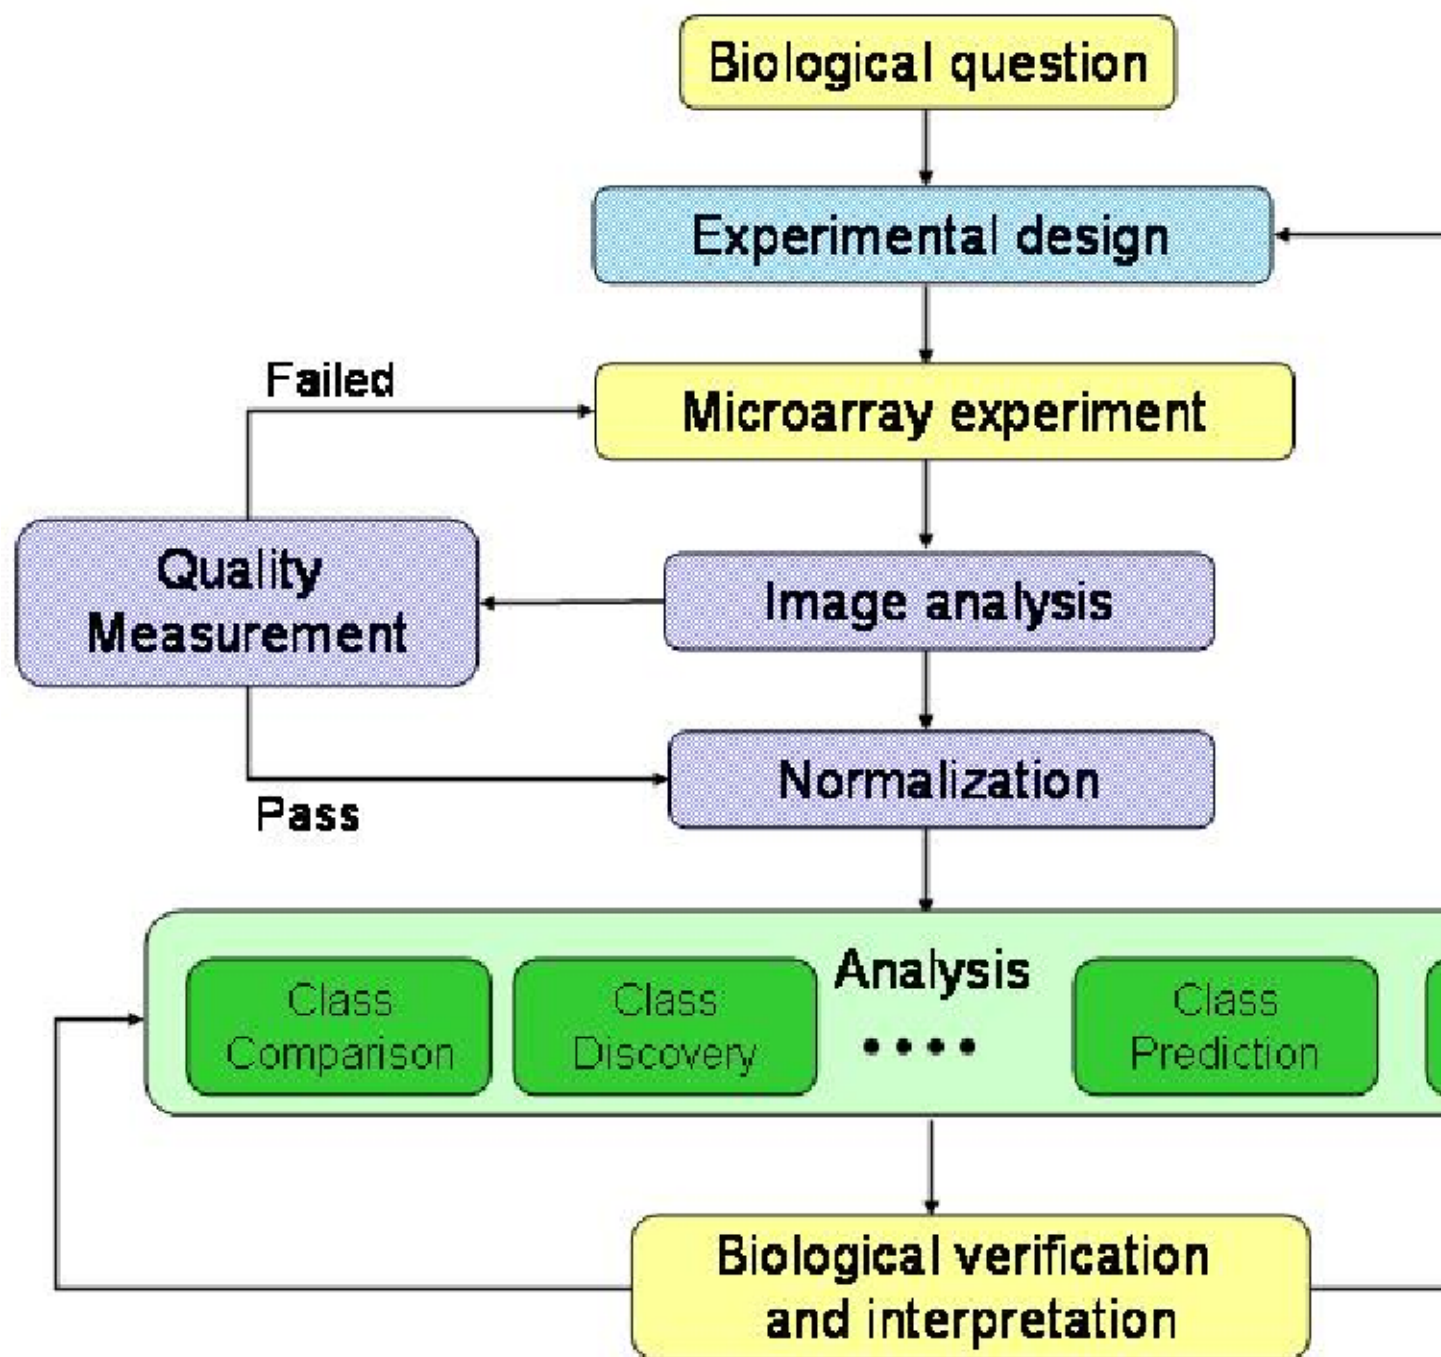 Biological question
Experimental design
Failed
Microarray experiment
Quality
Measurement
Image analysis
Normalization
Pass
Analysis
Class
Comparison
Class
Discovery
••••
Class
Prediction
Biological verification
and interpretation